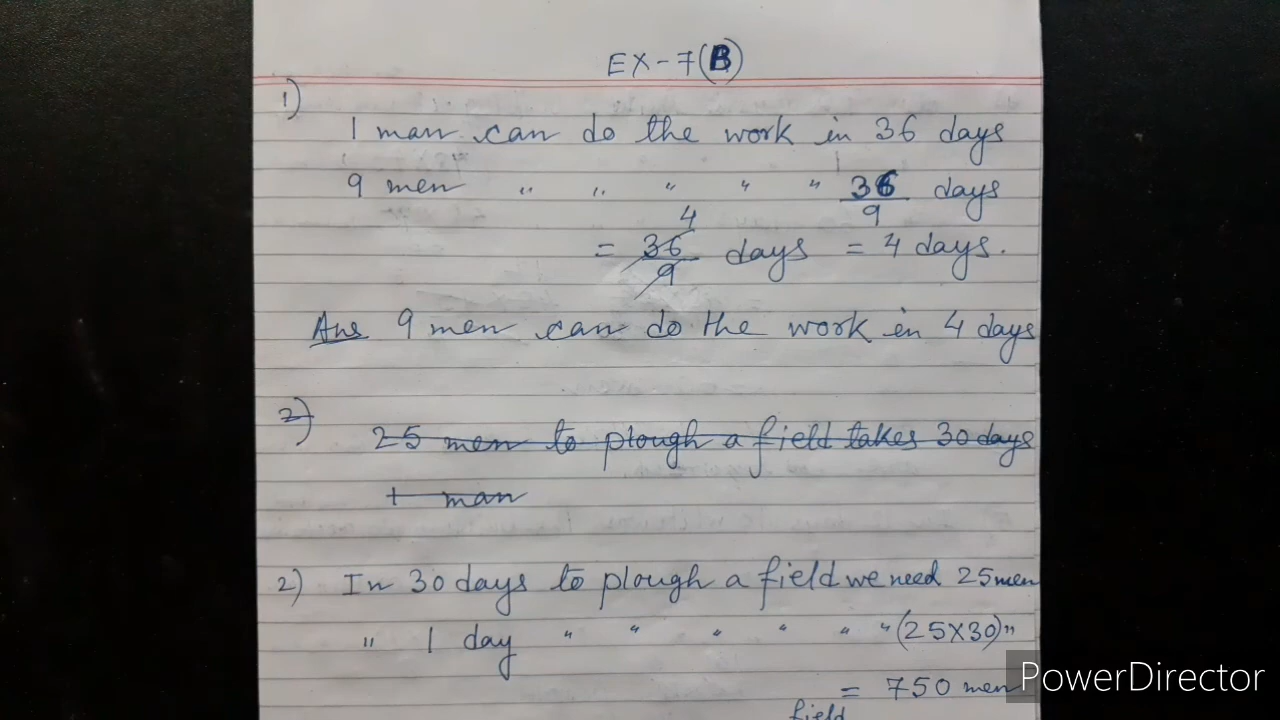 EX-7(B)
1)
1 man can do the work in 36 days
9 men " " " " " 36/9 days
4
= 36/9 days = 4 days.
Ans 9 men can do the work in 4 days
2)
25 men to plough a field takes 30 days
1 man
2) In 30 days to plough a field we need 25 men
" 1 day " " " " " " (25X30) "
= 750 men
field
PowerDirector